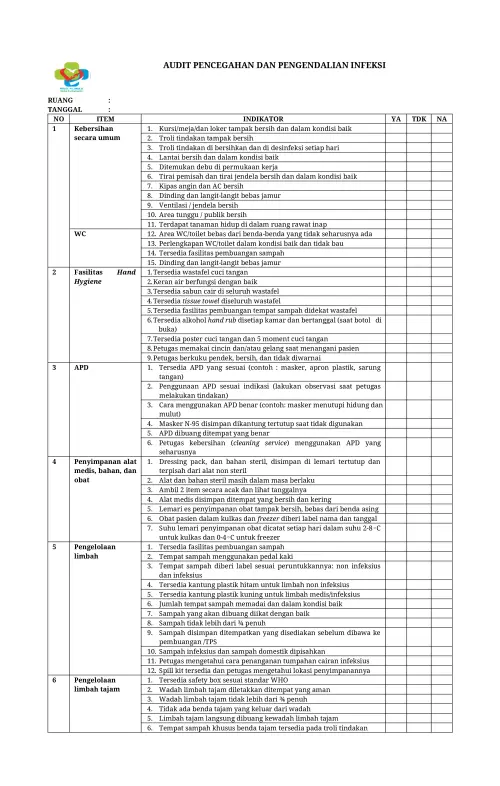 AUDIT PENCEGAHAN DAN PENGENDALIAN INFEKSI
RUANG :
TANGGAL :
NO ITEM INDIKATOR YA TDK NA
1 Kebersihan secara umum 1. Kursi/meja/dan loker tampak bersih dan dalam kondisi baik
2. Troli tindakan tampak bersih
3. Troli tindakan di bersihkan dan di desinfeksi setiap hari
4. Lantai bersih dan dalam kondisi baik
5. Ditemukan debu di permukaan kerja
6. Tirai pemisah dan tirai jendela bersih dan dalam kondisi baik
7. Kipas angin dan AC bersih
8. Dinding dan langit-langit bebas jamur
9. Ventilasi / jendela bersih
10. Area tunggu / publik bersih
11. Terdapat tanaman hidup di dalam ruang rawat inap
WC 12. Area WC/toilet bebas dari benda-benda yang tidak seharusnya ada
13. Perlengkapan WC/toilet dalam kondisi baik dan tidak bau
14. Tersedia fasilitas pembuangan sampah
15. Dinding dan langit-langit bebas jamur
2 Fasilitas Hand Hygiene 1. Tersedia wastafel cuci tangan
2. Keran air berfungsi dengan baik
3. Tersedia sabun cair di seluruh wastafel
4. Tersedia tissue towel diseluruh wastafel
5. Tersedia fasilitas pembuangan tempat sampah didekat wastafel
6. Tersedia alkohol hand rub disetiap kamar dan bertanggal (saat botol di
buka)
7. Tersedia poster cuci tangan dan 5 moment cuci tangan
8. Petugas memakai cincin dan/atau gelang saat menangani pasien
9. Petugas berkuku pendek, bersih, dan tidak diwarnai
3 APD 1. Tersedia APD yang sesuai (contoh : masker, apron plastik, sarung
tangan)
2. Penggunaan APD sesuai indikasi (lakukan observasi saat petugas
melakukan tindakan)
3. Cara menggunakan APD benar (contoh: masker menutupi hidung dan
mulut)
4. Masker N-95 disimpan dikantung tertutup saat tidak digunakan
5. APD dibuang ditempat yang benar
6. Petugas kebersihan (cleaning service) menggunakan APD yang
seharusnya
4 Penyimpanan alat medis, bahan, dan obat 1. Dressing pack, dan bahan steril, disimpan di lemari tertutup dan
terpisah dari alat non steril
2. Alat dan bahan steril masih dalam masa berlaku
3. Ambil 2 item secara acak dan lihat tanggalnya
4. Alat medis disimpan ditempat yang bersih dan kering
5. Lemari es penyimpanan obat tampak bersih, bebas dari benda asing
6. Obat pasien dalam kulkas dan freezer diberi label nama dan tanggal
7. Suhu lemari penyimpanan obat dicatat setiap hari dalam suhu 2-8 ̊C
untuk kulkas dan 0-4 ̊C untuk freezer
5 Pengelolaan limbah 1. Tersedia fasilitas pembuangan sampah
2. Tempat sampah menggunakan pedal kaki
3. Tempat sampah diberi label sesuai peruntukkannya: non infeksius
dan infeksius
4. Tersedia kantung plastik hitam untuk limbah non infeksius
5. Tersedia kantong plastik kuning untuk limbah medis/infeksius
6. Jumlah tempat sampah memadai dan dalam kondisi baik
7. Sampah yang akan dibuang diikat dengan baik
8. Sampah tidak lebih dari ¾ penuh
9. Sampah disimpan ditempatkan yang disediakan sebelum dibawa ke
pembuangan /TPS
10. Sampah infeksius dan sampah domestik dipisahkan
11. Petugas mengetahui cara penanganan tumpahan cairan infeksius
12. Spill kit tersedia dan petugas mengetahui lokasi penyimpanannya
6 Pengelolaan limbah tajam 1. Tersedia safety box sesuai standar WHO
2. Wadah limbah tajam diletakkan ditempat yang aman
3. Wadah limbah tajam tidak lebih dari ¾ penuh
4. Tidak ada benda tajam yang keluar dari wadah
5. Limbah tajam langsung dibuang kewadah limbah tajam
6. Tempat sampah khusus benda tajam tersedia pada troli tindakan